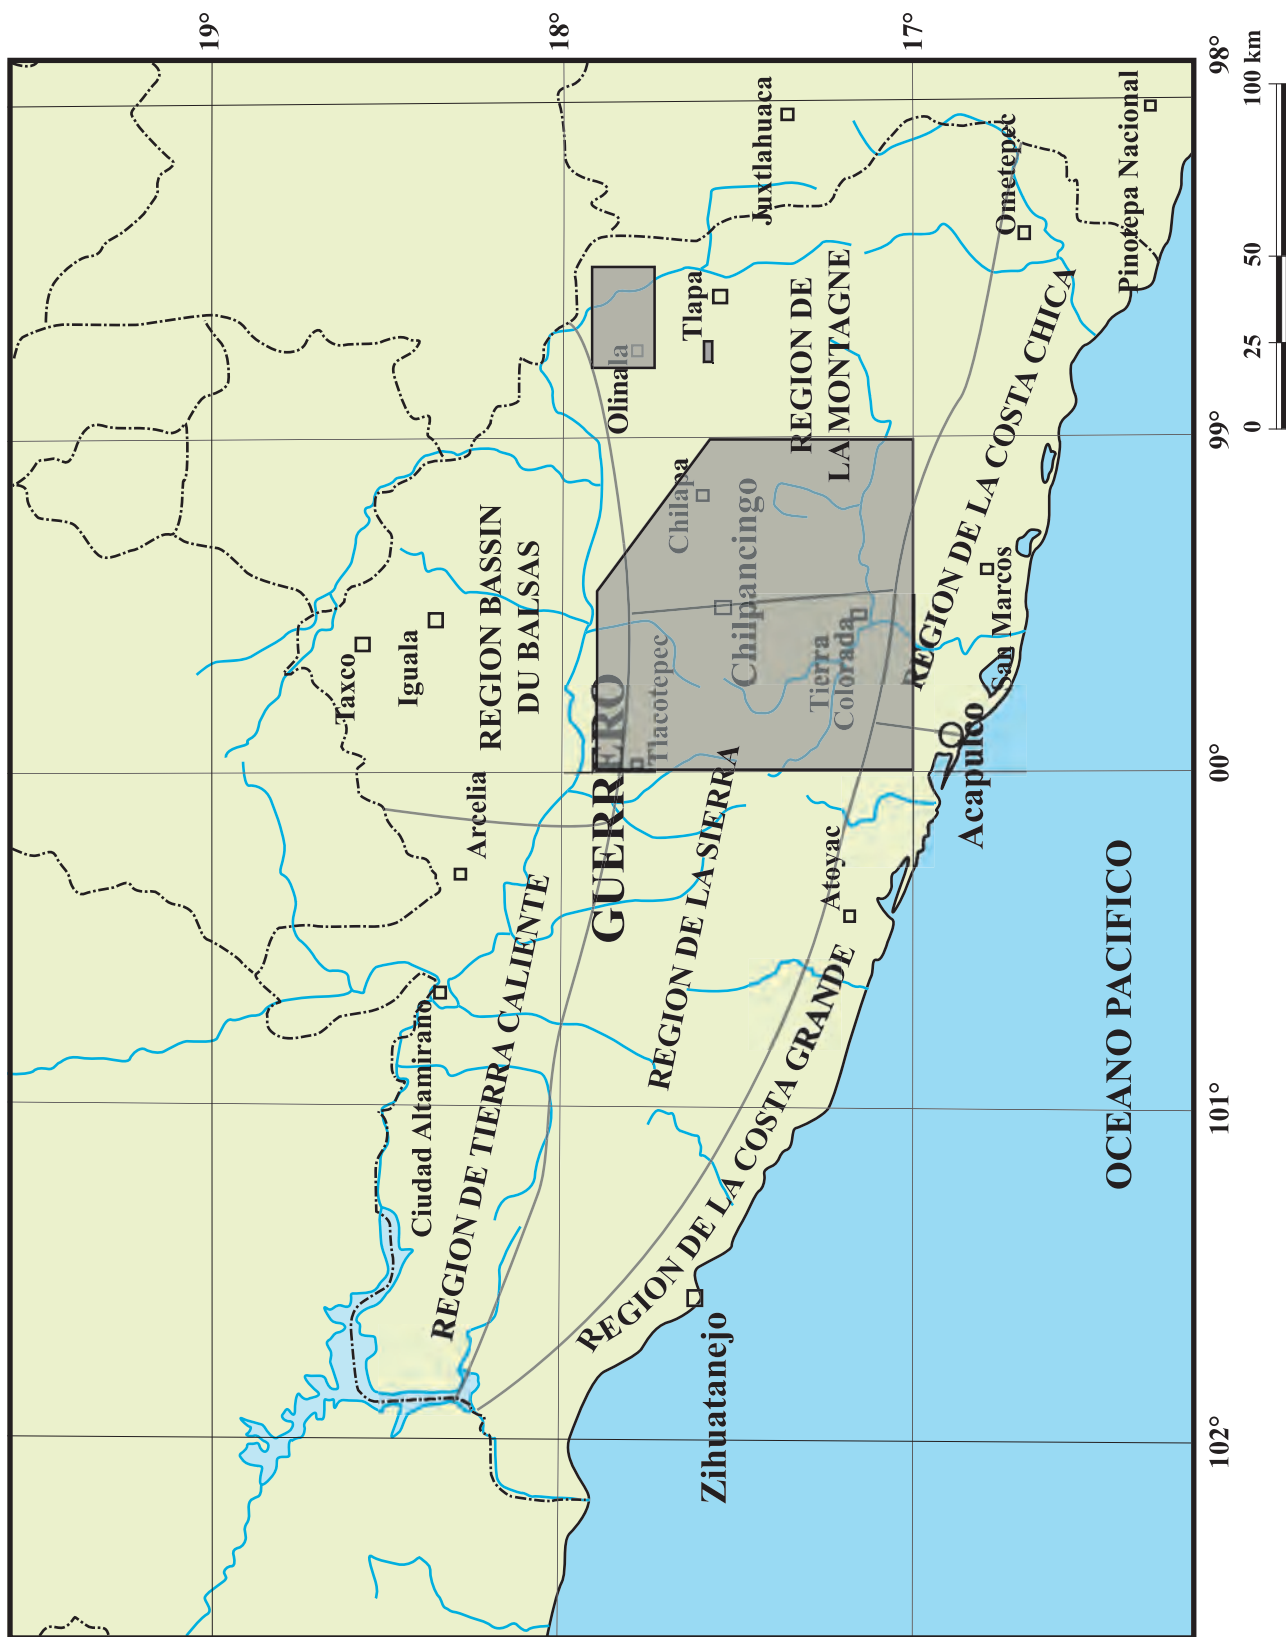 19°
18°
17°
98°
99°
00°
101°
102°
0
25
50
100 km
Taxco
Iguala
REGION BASSIN
DU BALSAS
Arcelia
Ciudad Altamirano
REGION DE TIERRA CALIENTE
GUERRERO
Olinala
Tlapa
Juxtlahuaca
REGION DE
LA MONTAGNE
Chilapa
Chilpancingo
Tlacotepec
Tierra
Colorada
REGION DE LA SIERRA
Atoyac
REGION DE LA COSTA GRANDE
Zihuatanejo
Acapulco
San Marcos
REGION DE LA COSTA CHICA
Ometepec
Pinotepa Nacional
OCEANO PACIFICO